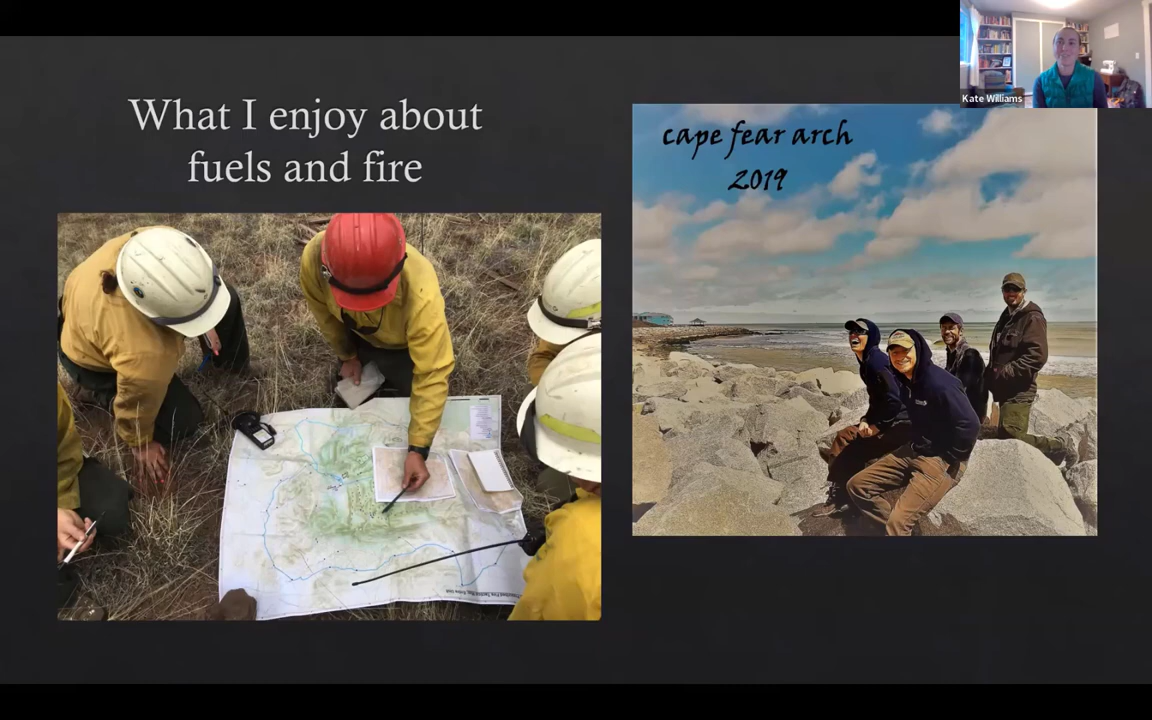 What I enjoy about
fuels and fire
cape fear arch
2019
Kate Williams